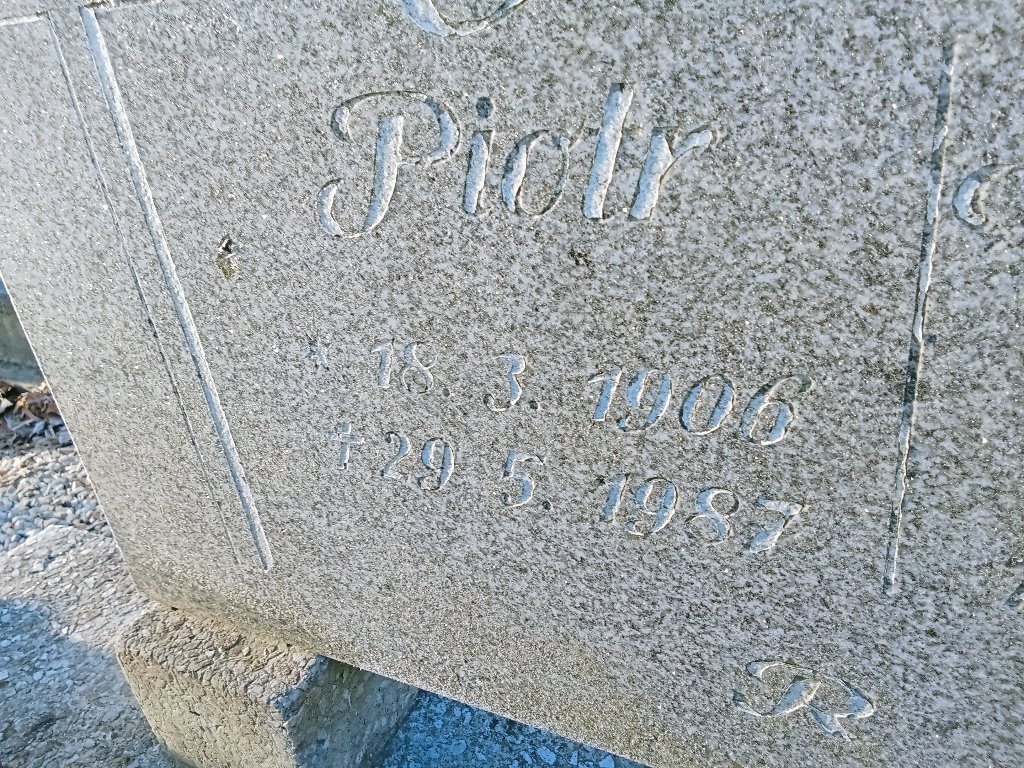 Piotr
* 18. 3. 1906
† 29 5. 1987